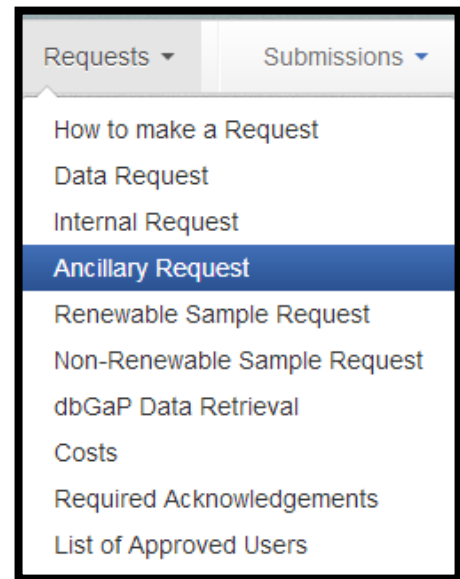 Requests Submissions
How to make a Request
Data Request
Internal Request
Ancillary Request
Renewable Sample Request
Non-Renewable Sample Request
dbGaP Data Retrieval
Costs
Required Acknowledgements
List of Approved Users